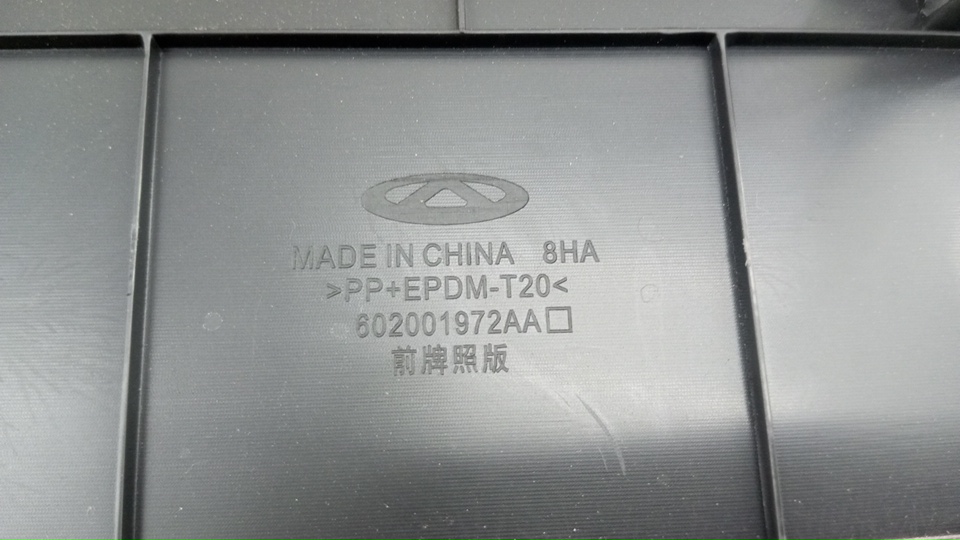 MADE IN CHINA 8HA
>PP+EPDM-T20<
602001972AA□
前牌照版